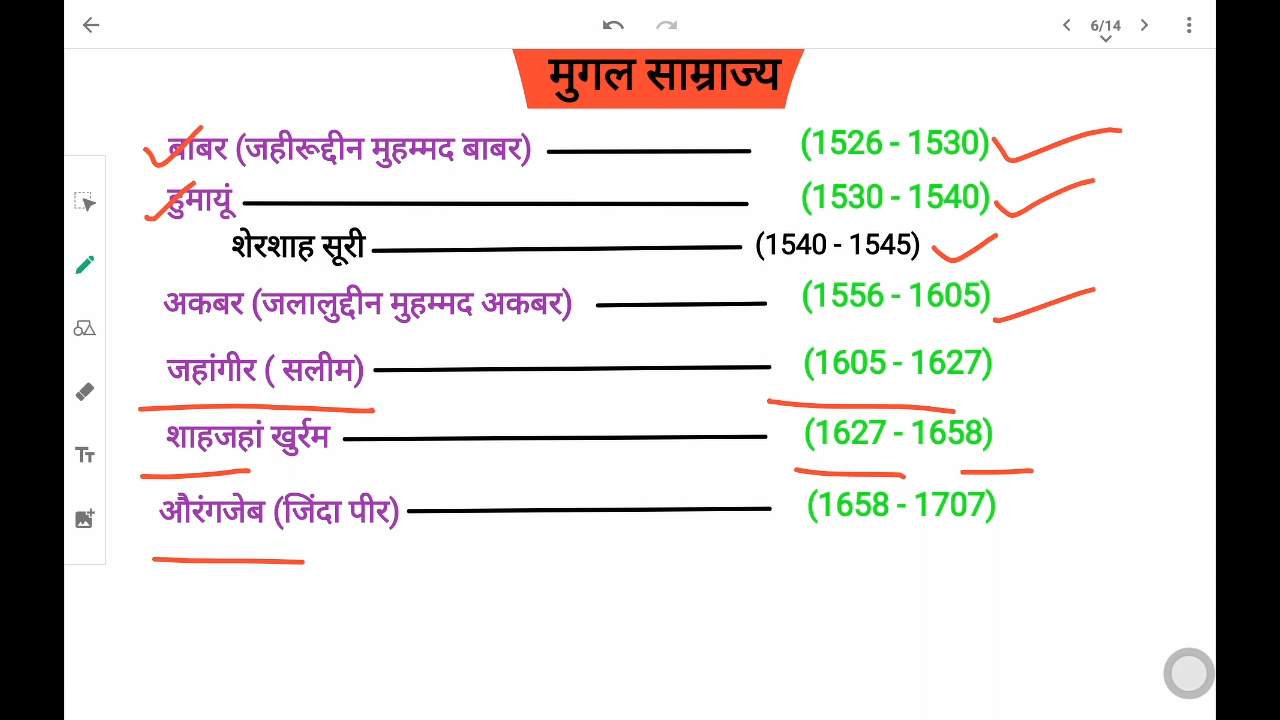 6/14
मुगल साम्राज्य
बाबर (जहीरूद्दीन मुहम्मद बाबर) (1526 - 1530)
हुमायूं (1530 - 1540)
शेरशाह सूरी (1540 - 1545)
अकबर (जलालुद्दीन मुहम्मद अकबर) (1556 - 1605)
जहांगीर ( सलीम) (1605 - 1627)
शाहजहां खुर्रम (1627 - 1658)
औरंगजेब (जिंदा पीर) (1658 - 1707)
TT